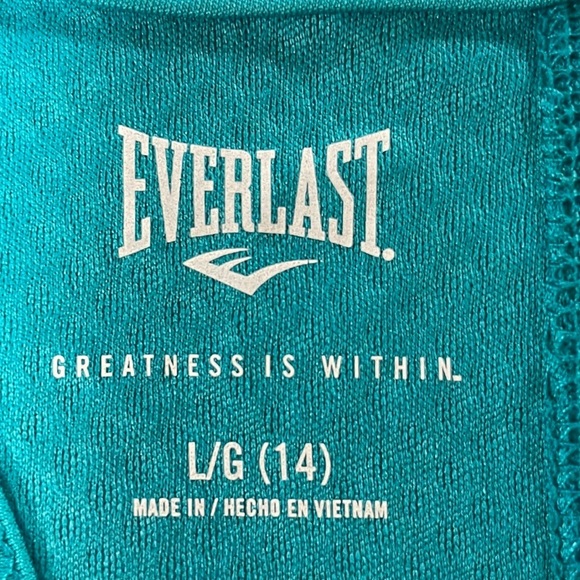 EVERLAST.
GREATNESS IS WITHIN.
L/G (14)
MADE IN / HECHO EN VIETNAM